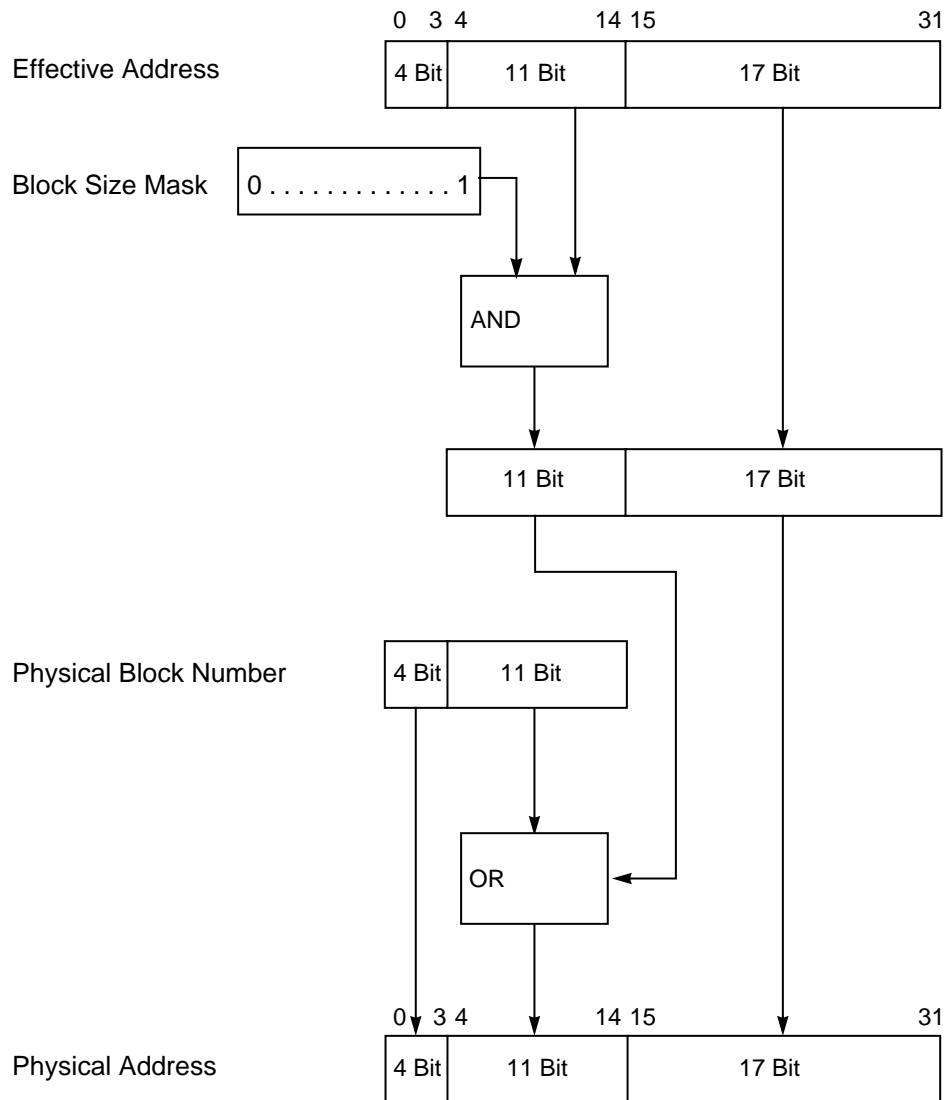 0 3 4 14 15 31
Effective Address 4 Bit 11 Bit 17 Bit
Block Size Mask 0 . . . . . . . . . . . . . 1
AND
11 Bit 17 Bit
Physical Block Number 4 Bit 11 Bit
OR
0 3 4 14 15 31
Physical Address 4 Bit 11 Bit 17 Bit